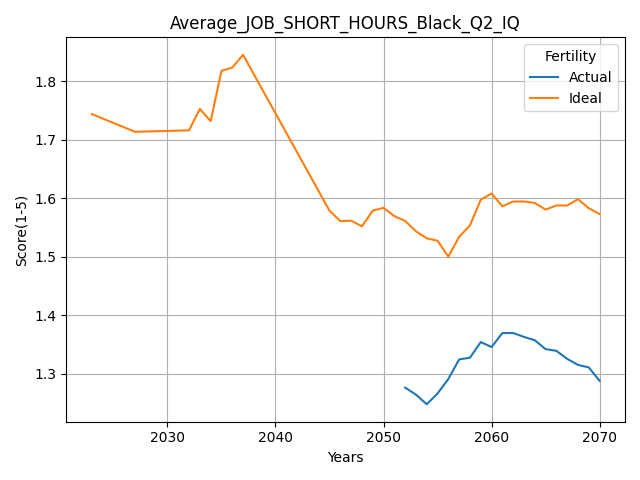 Average_JOB_SHORT_HOURS_Black_Q2_IQ
Fertility
Actual
Ideal
Score(1-5)
1.8
1.7
1.6
1.5
1.4
1.3
2030 2040 2050 2060 2070
Years